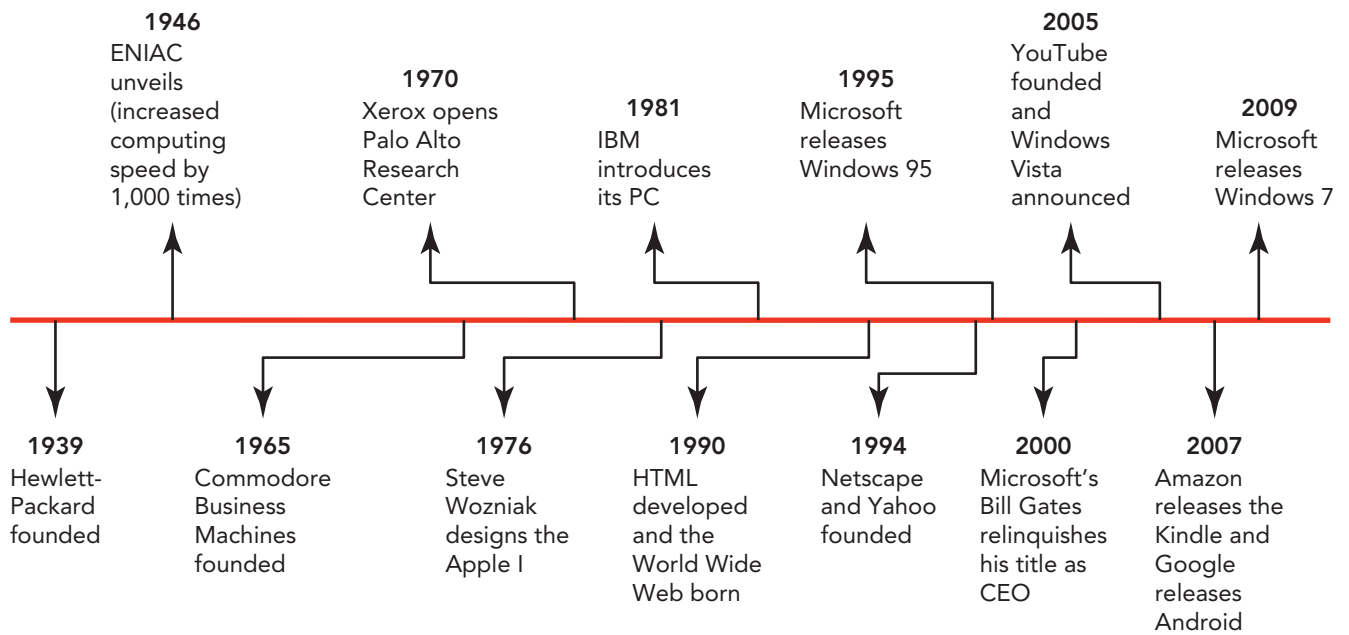 1946
ENIAC
unveils
(increased
computing
speed by
1,000 times)
1970
Xerox opens
Palo Alto
Research
Center
1981
IBM
introduces
its PC
1995
Microsoft
releases
Windows 95
2005
YouTube
founded
and
Windows
Vista
announced
2009
Microsoft
releases
Windows 7
1939
Hewlett-
Packard
founded
1965
Commodore
Business
Machines
founded
1976
Steve
Wozniak
designs the
Apple I
1990
HTML
developed
and the
World Wide
Web born
1994
Netscape
and Yahoo
founded
2000
Microsoft’s
Bill Gates
relinquishes
his title as
CEO
2007
Amazon
releases the
Kindle and
Google
releases
Android